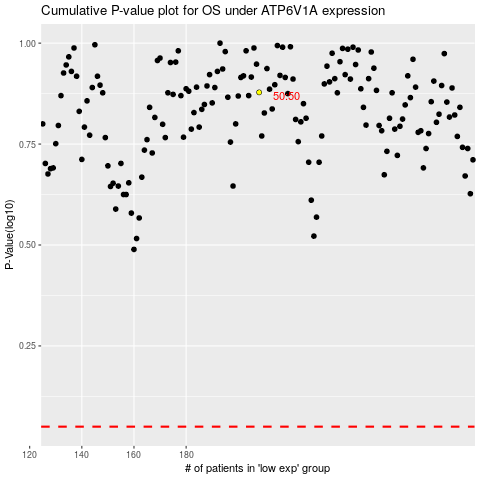 Cumulative P-value plot for OS under ATP6V1A expression
P-Value(log10)
1.00
0.75
0.50
0.25
50:50
120 140 160 180
# of patients in 'low exp' group